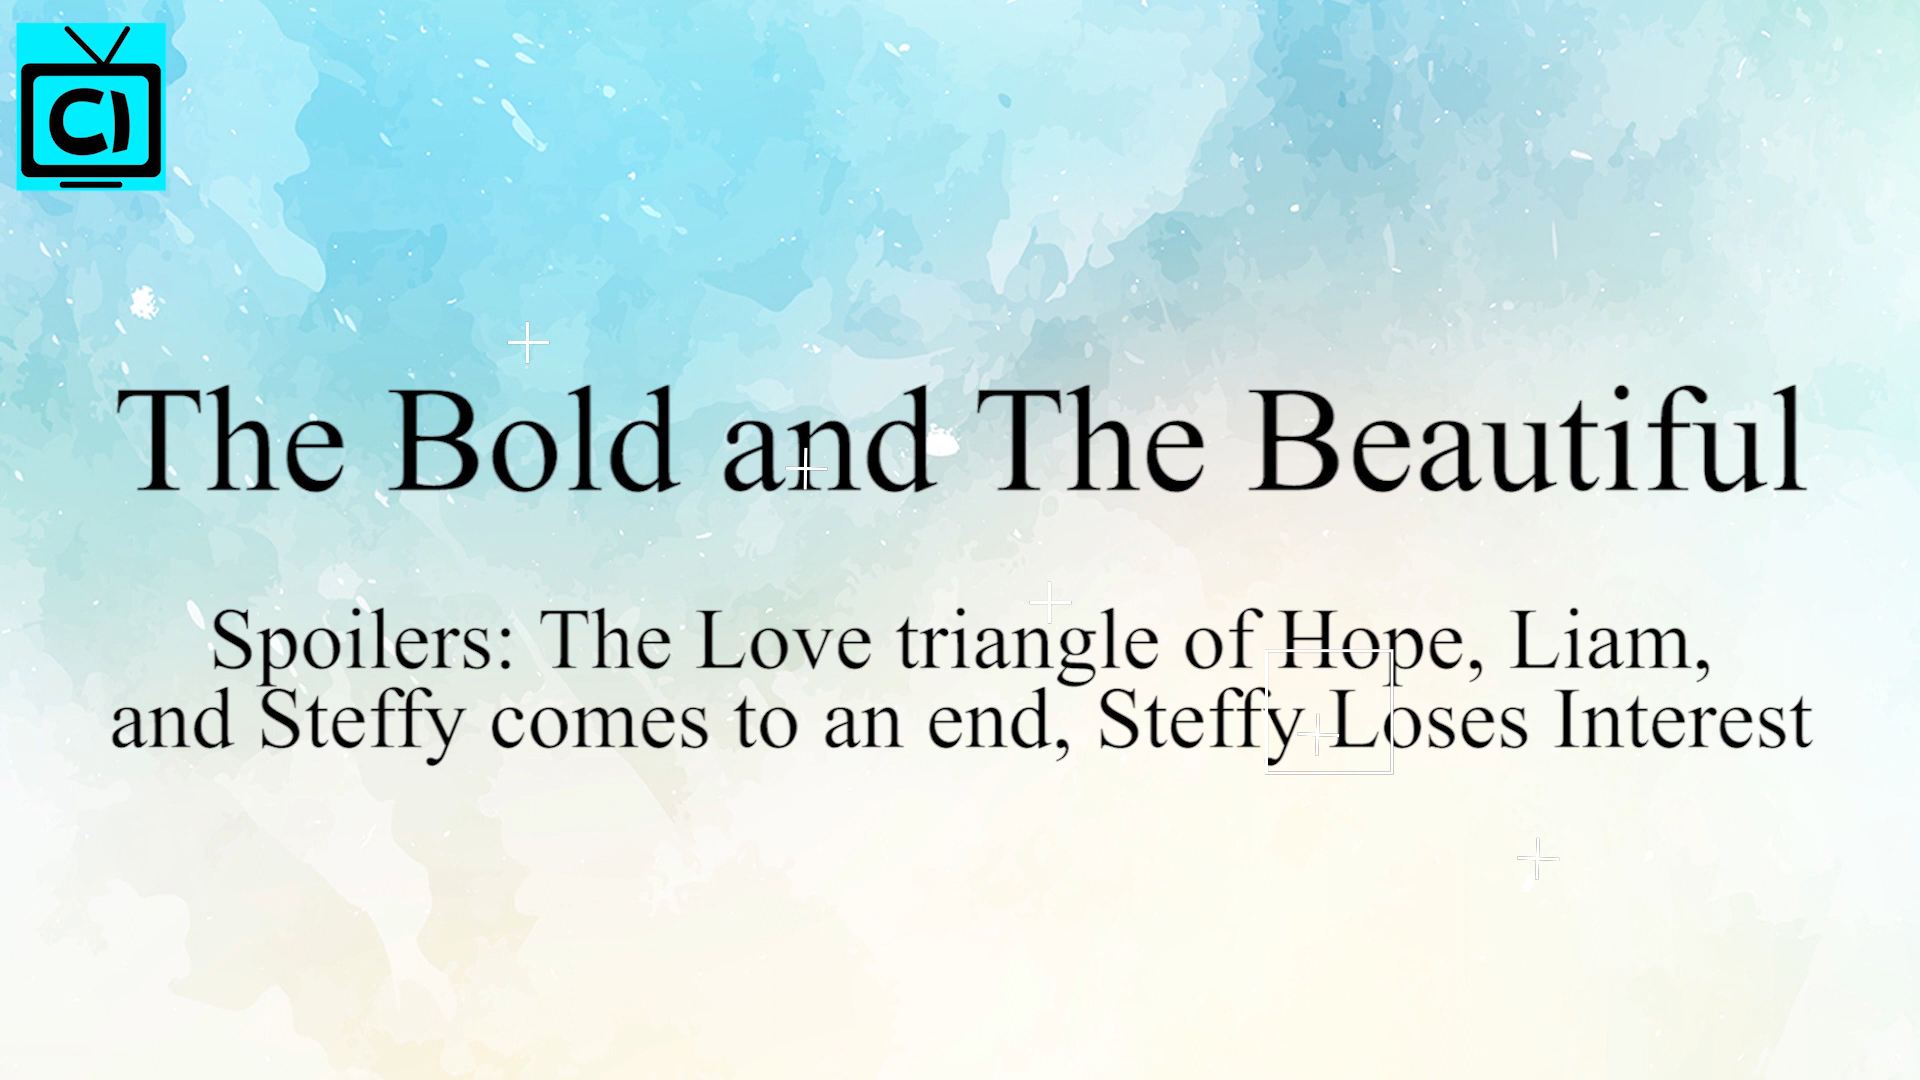 CI
The Bold and The Beautiful
Spoilers: The Love triangle of Hope, Liam,
and Steffy comes to an end, Steffy Loses Interest